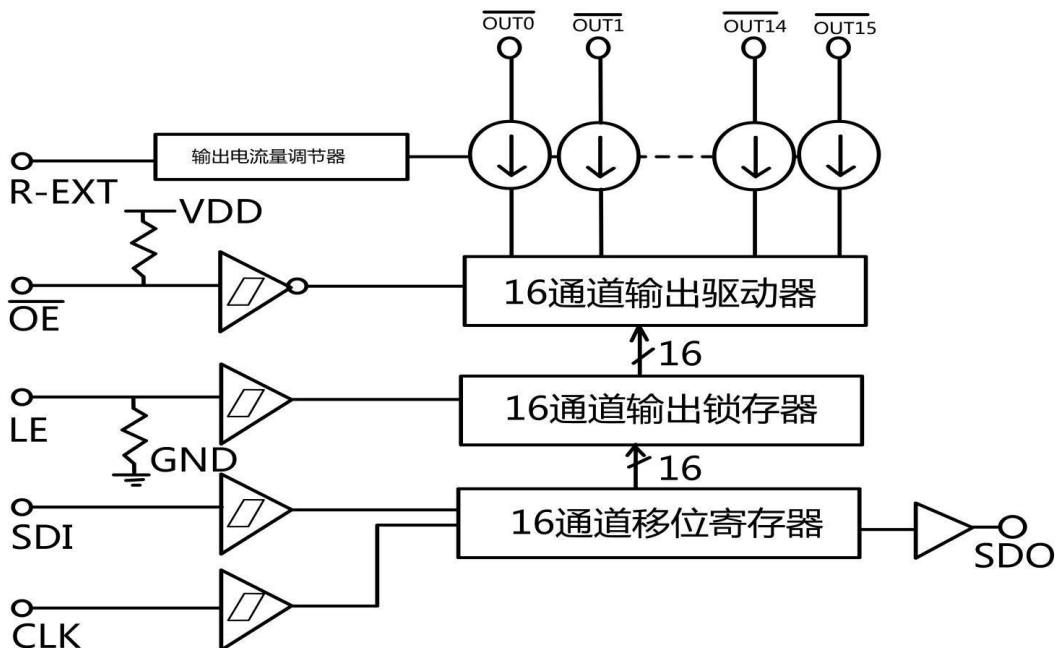 OUT0 OUT1 OUT14 OUT15
输出电流量调节器
R-EXT
VDD
16通道输出驱动器
OE
16
16通道输出锁存器
LE
GND
16
16通道移位寄存器
SDI
SDO
CLK